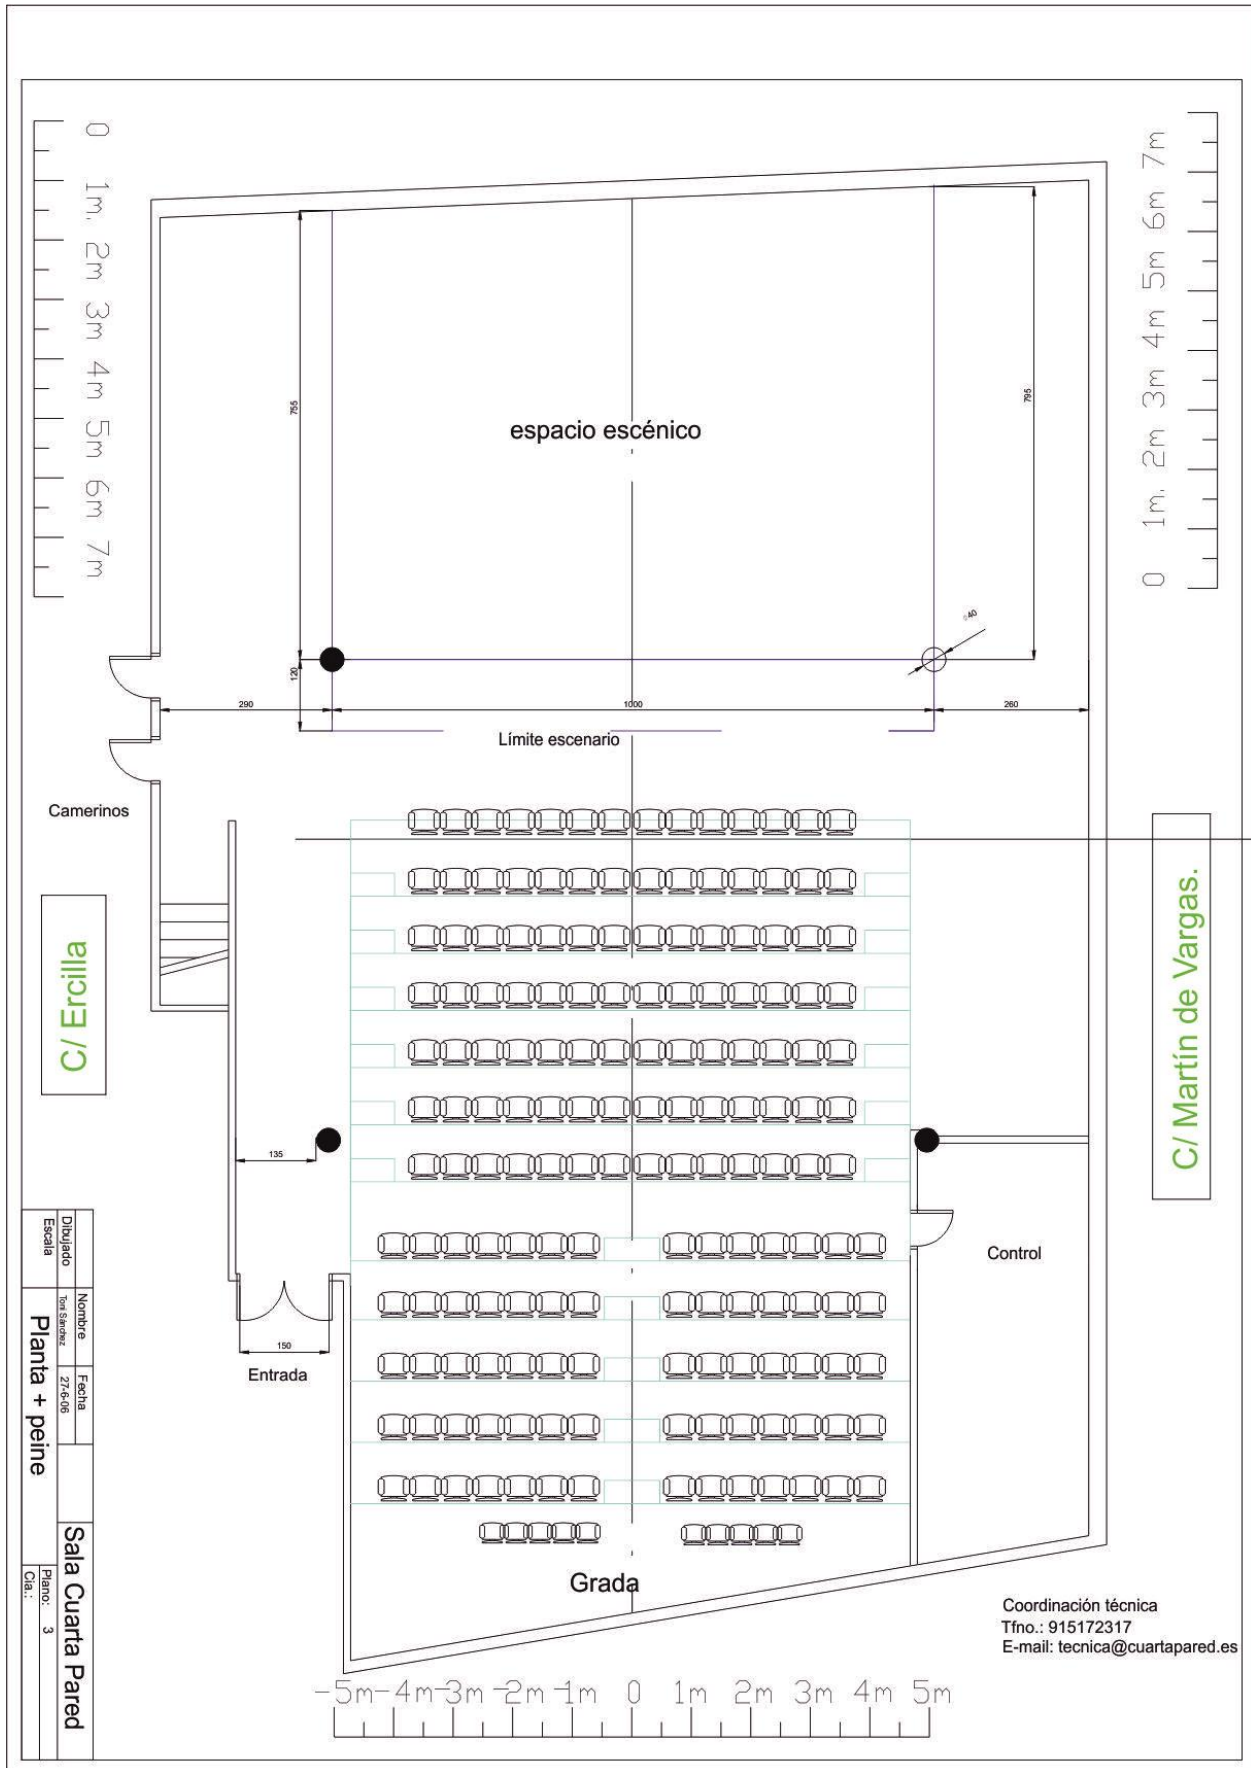 0
1m.
2m
3m
4m
5m
6m
7m
7m
6m
5m
4m
3m
2m
1m.
0
755
795
espacio escénico
120
40
290
1000
260
Límite escenario
Camerinos
C/ Ercilla
C/ Martín de Vargas.
135
Control
150
Entrada
Grada
Coordinación técnica
Tfno.: 915172317
E-mail: tecnica@cuartapared.es
-5m -4m -3m -2m -1m 0 1m 2m 3m 4m 5m
Nombre Fecha
Dibujado Toni Sánchez 27-6-06
Escala
Planta + peine
Sala Cuarta Pared
Plano: 3
Cia.: